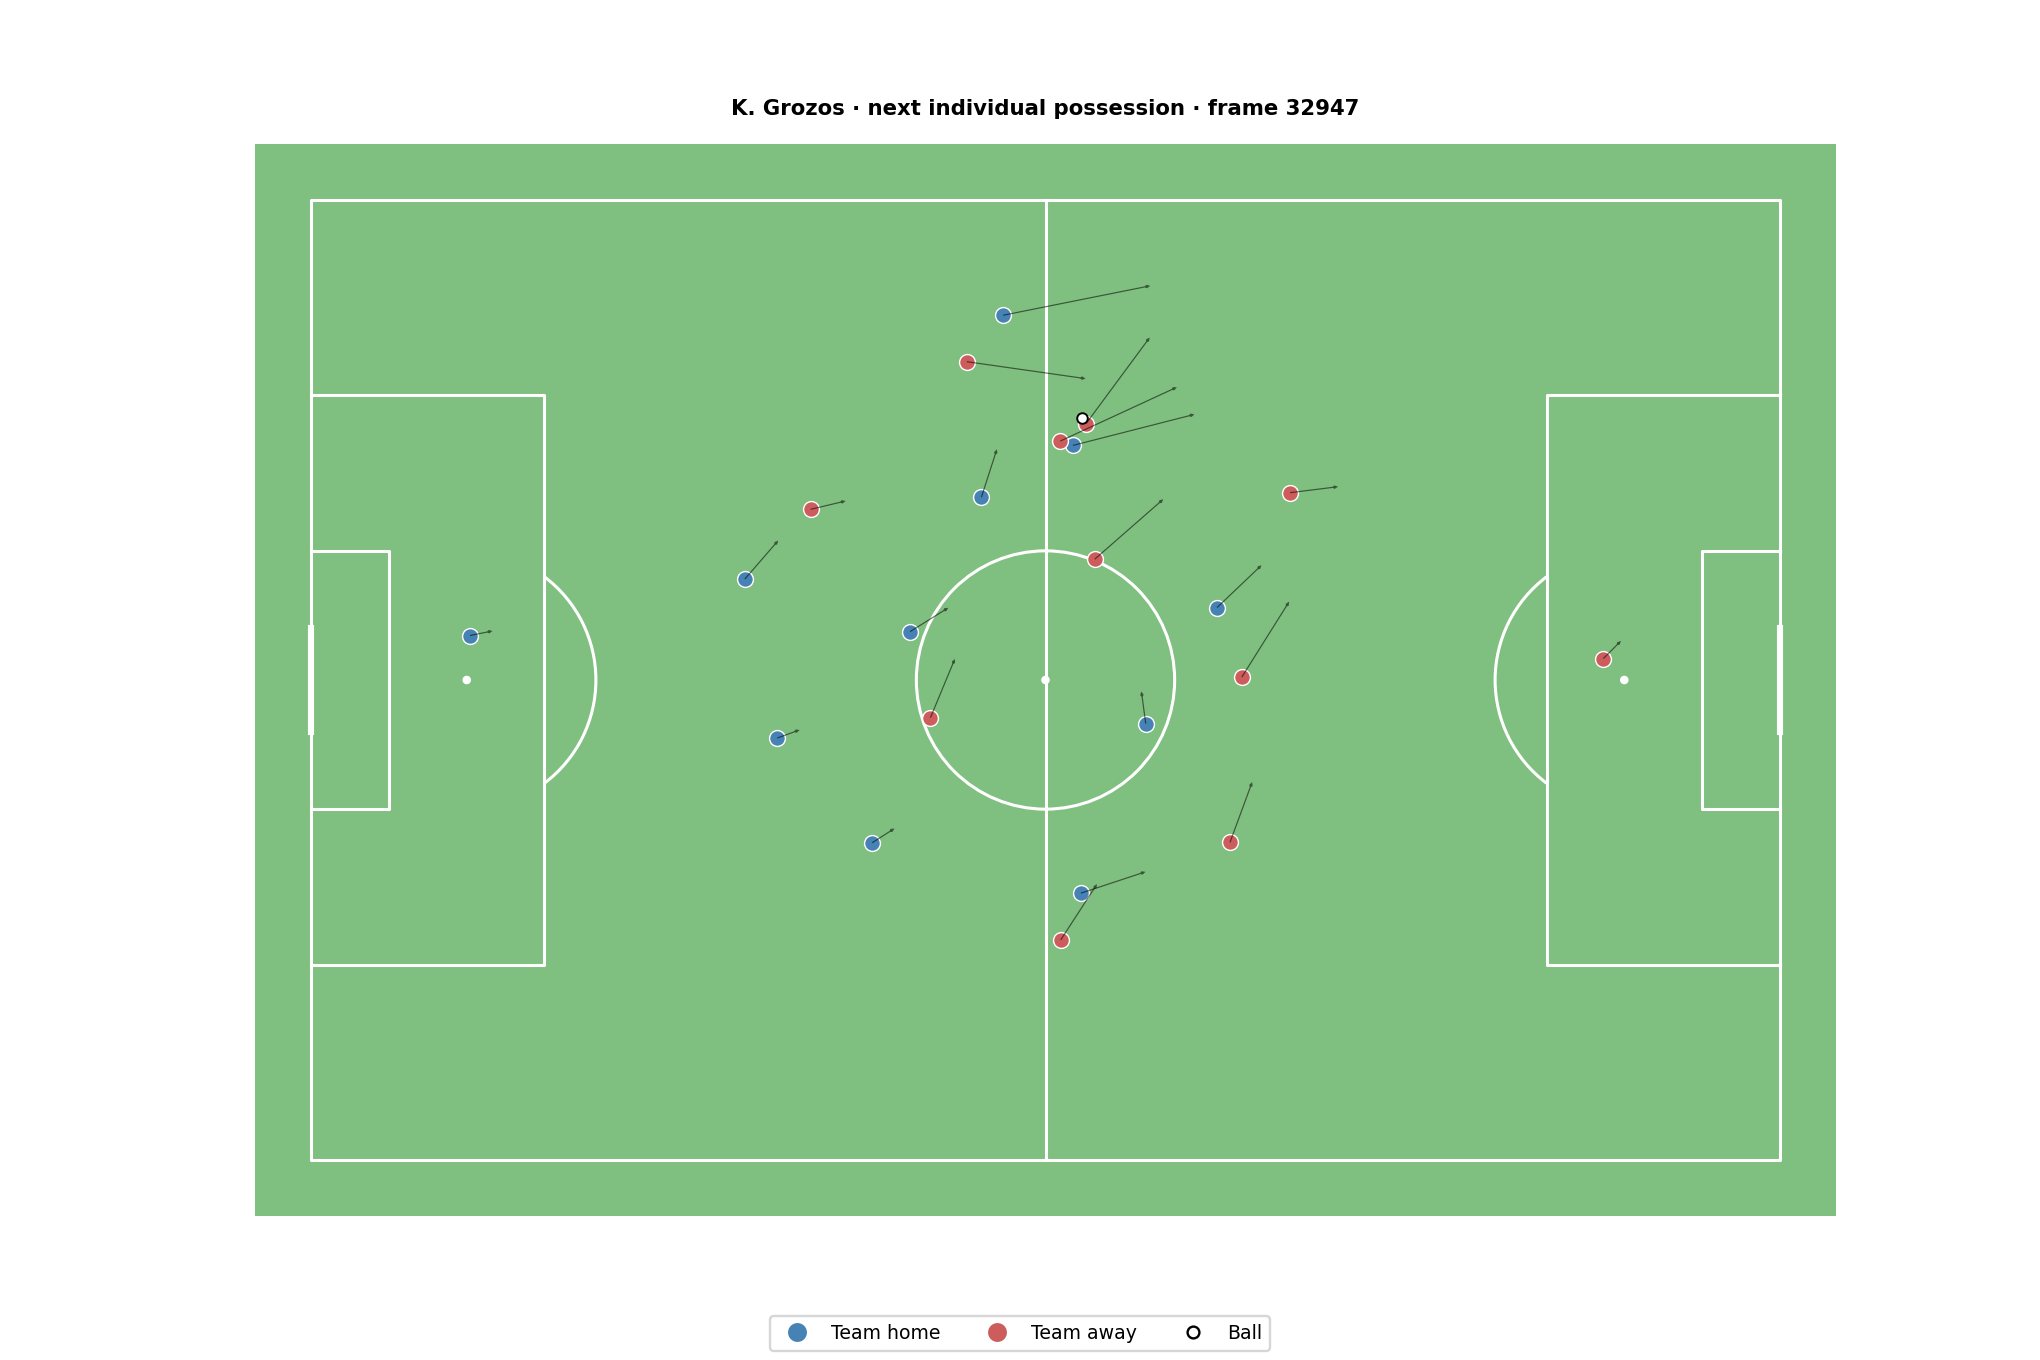 K. Grozos · next individual possession · frame 32947
Team home
Team away
Ball